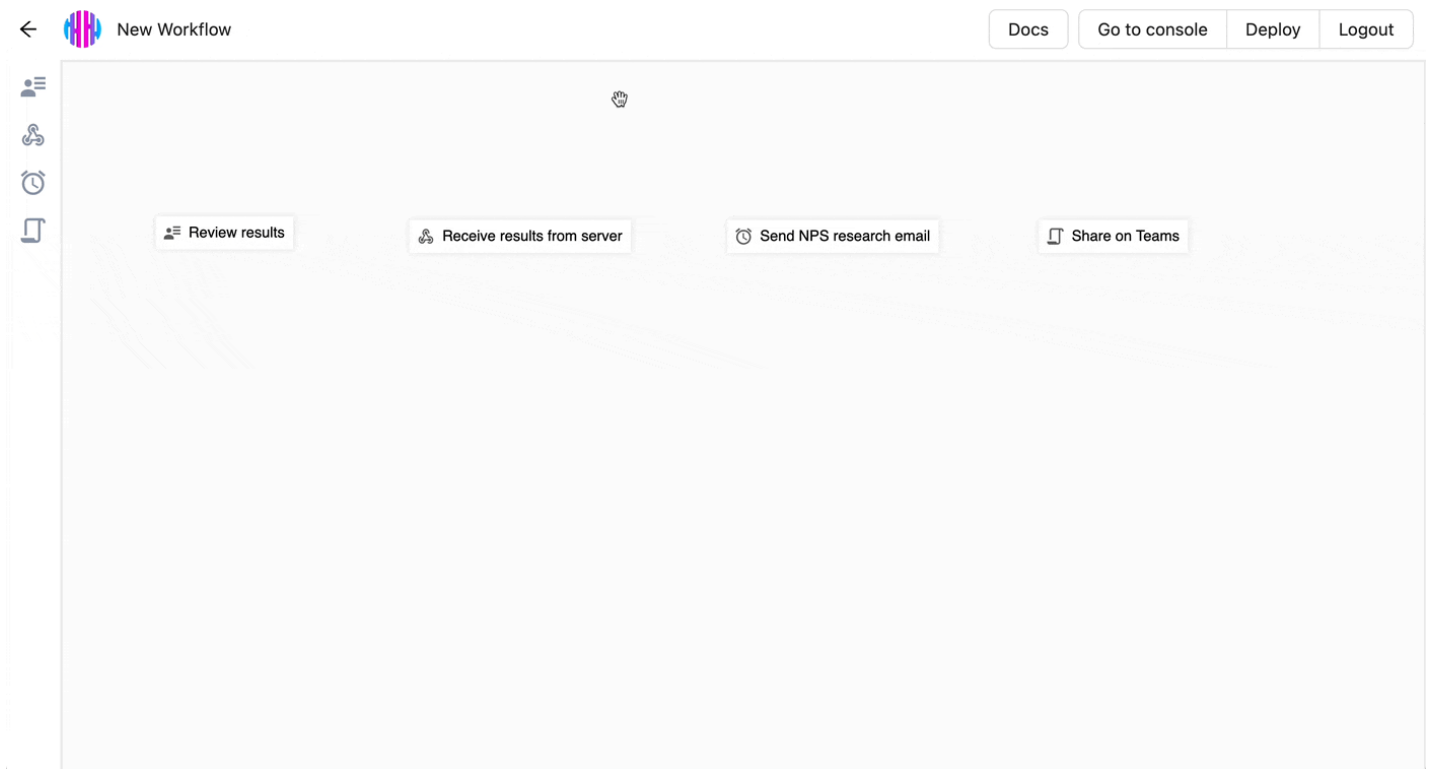 New Workflow
Docs
Go to console
Deploy
Logout
Review results
Receive results from server
Send NPS research email
Share on Teams